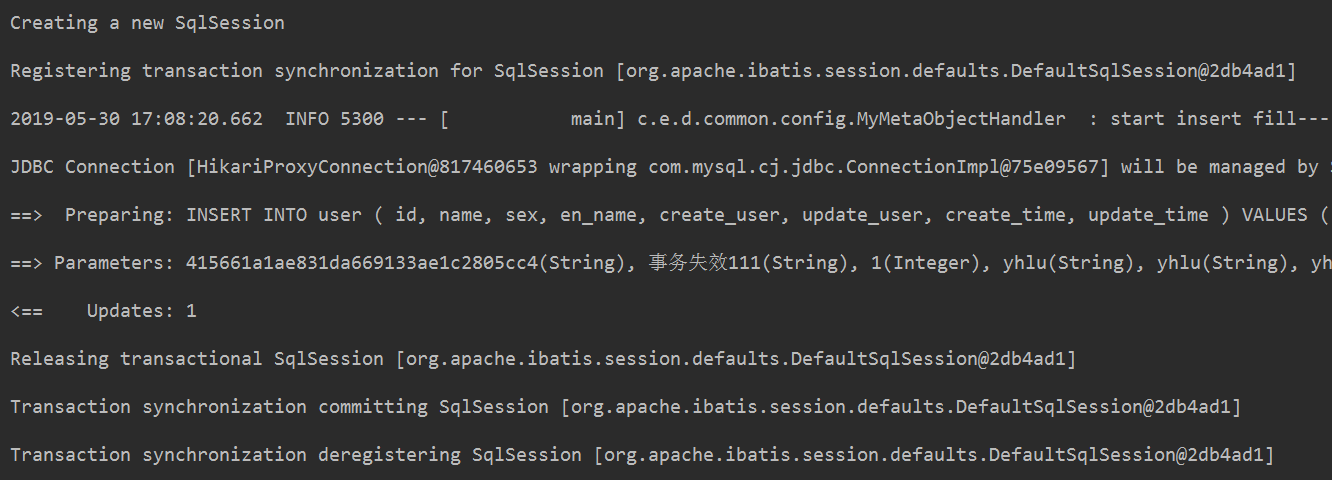 Creating a new SqlSession
Registering transaction synchronization for SqlSession [org.apache.ibatis.session.defaults.DefaultSqlSession@2db4ad1]
2019-05-30 17:08:20.662  INFO 5300 --- [           main] c.e.d.common.config.MyMetaObjectHandler  : start insert fill---
JDBC Connection [HikariProxyConnection@817460653 wrapping com.mysql.cj.jdbc.ConnectionImpl@75e09567] will be managed by
==>  Preparing: INSERT INTO user ( id, name, sex, en_name, create_user, update_user, create_time, update_time ) VALUES (
==> Parameters: 415661a1ae831da669133ae1c2805cc4(String), 事务失效111(String), 1(Integer), yhlu(String), yhlu(String), yh
<==    Updates: 1
Releasing transactional SqlSession [org.apache.ibatis.session.defaults.DefaultSqlSession@2db4ad1]
Transaction synchronization committing SqlSession [org.apache.ibatis.session.defaults.DefaultSqlSession@2db4ad1]
Transaction synchronization deregistering SqlSession [org.apache.ibatis.session.defaults.DefaultSqlSession@2db4ad1]